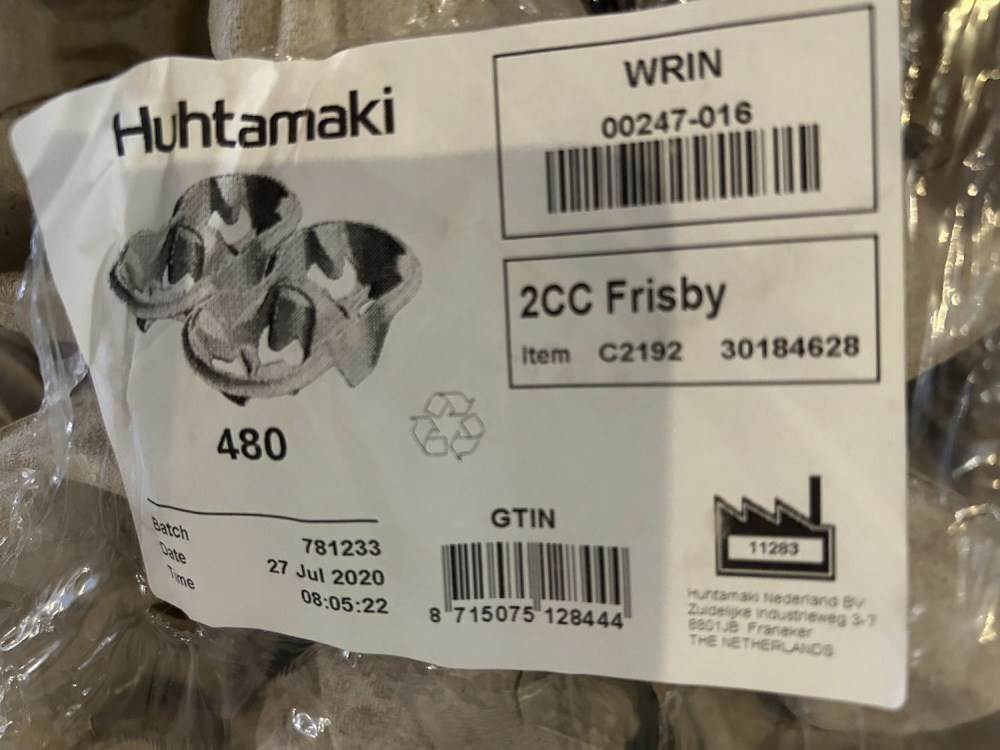 Huhtamaki
WRIN
00247-016
2CC Frisby
Item C2192 30184628
480
Batch 781233
Date 27 Jul 2020
Time 08:05:22
GTIN
8 715075 128444
11283
Huhtamaki Nederland BV
Zuidelijke Industrieweg 3-7
8801JB Franeker
THE NETHERLANDS